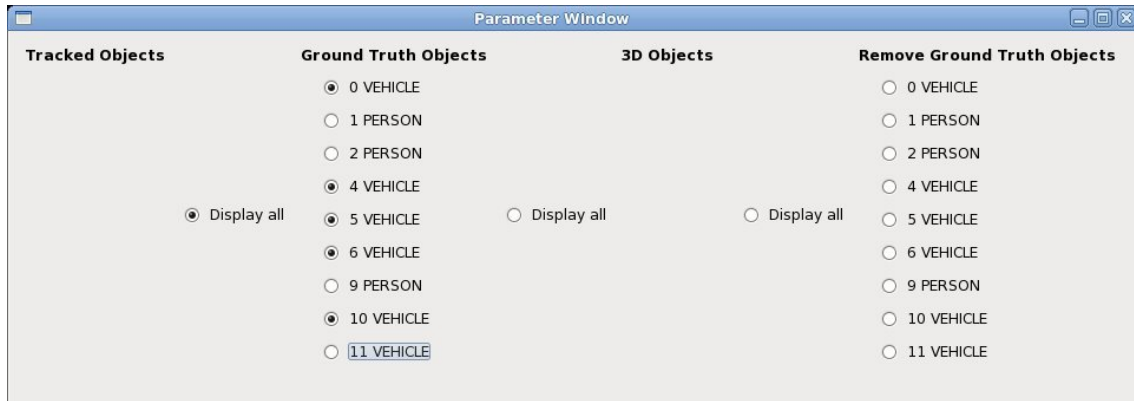 Parameter Window
Tracked Objects Ground Truth Objects 3D Objects Remove Ground Truth Objects
0 VEHICLE 0 VEHICLE
1 PERSON 1 PERSON
2 PERSON 2 PERSON
4 VEHICLE 4 VEHICLE
Display all 5 VEHICLE Display all Display all 5 VEHICLE
6 VEHICLE 6 VEHICLE
9 PERSON 9 PERSON
10 VEHICLE 10 VEHICLE
11 VEHICLE 11 VEHICLE